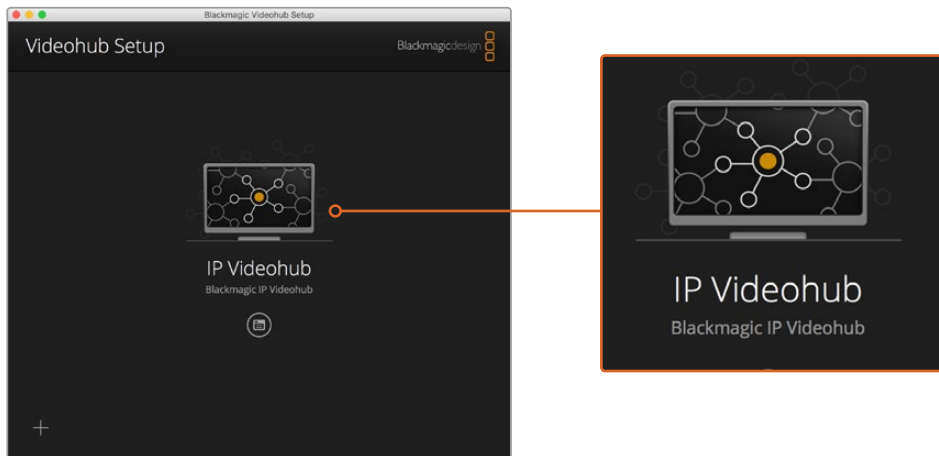 Blackmagic Videohub Setup
Videohub Setup
Blackmagicdesign
IP Videohub
Blackmagic IP Videohub
IP Videohub
Blackmagic IP Videohub